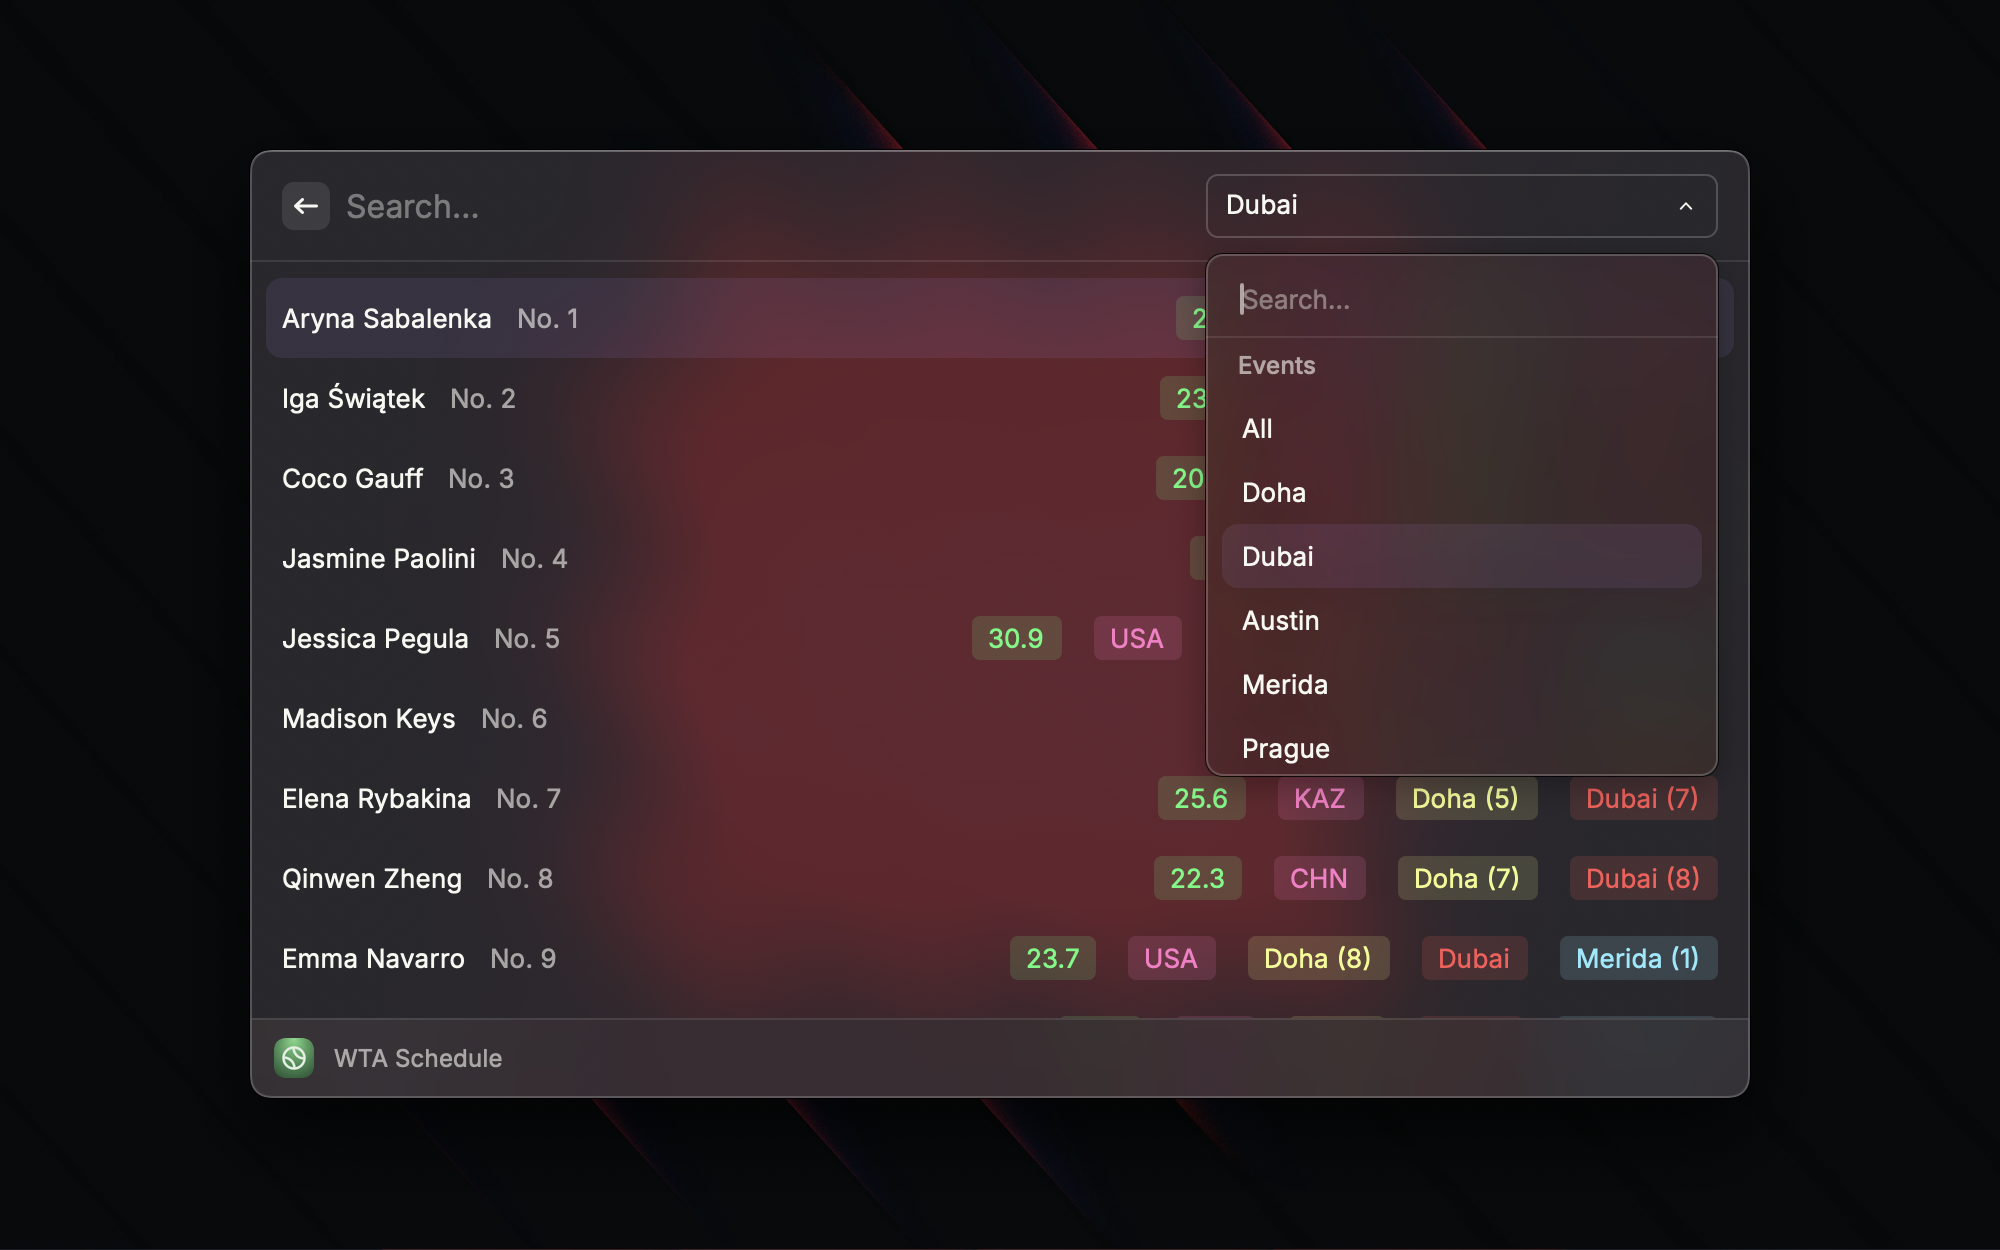 Search...
Dubai
Search...
Events
All
Doha
Dubai
Austin
Merida
Prague
Aryna Sabalenka No. 1
Iga Świątek No. 2 23
Coco Gauff No. 3 20
Jasmine Paolini No. 4
Jessica Pegula No. 5 30.9 USA
Madison Keys No. 6
Elena Rybakina No. 7 25.6 KAZ Doha (5) Dubai (7)
Qinwen Zheng No. 8 22.3 CHN Doha (7) Dubai (8)
Emma Navarro No. 9 23.7 USA Doha (8) Dubai Merida (1)
WTA Schedule